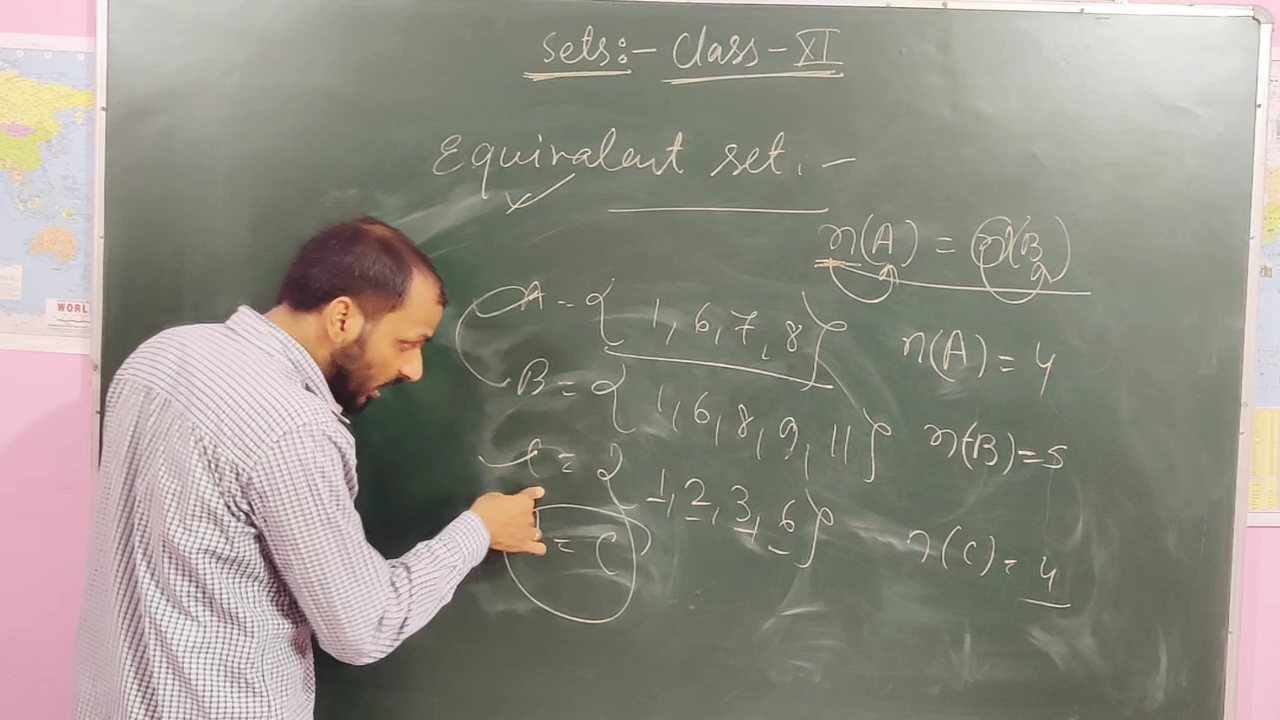 Sets:- Class-XI
Equivalent set. -
n(A) = n(B)
A = { 1, 6, 7, 8 }
n(A) = 4
B = { 1, 6, 8, 9, 11 }
n(B) = 5
C = { 1, 2, 3, 6 }
= C
n(C) = 4
WORL